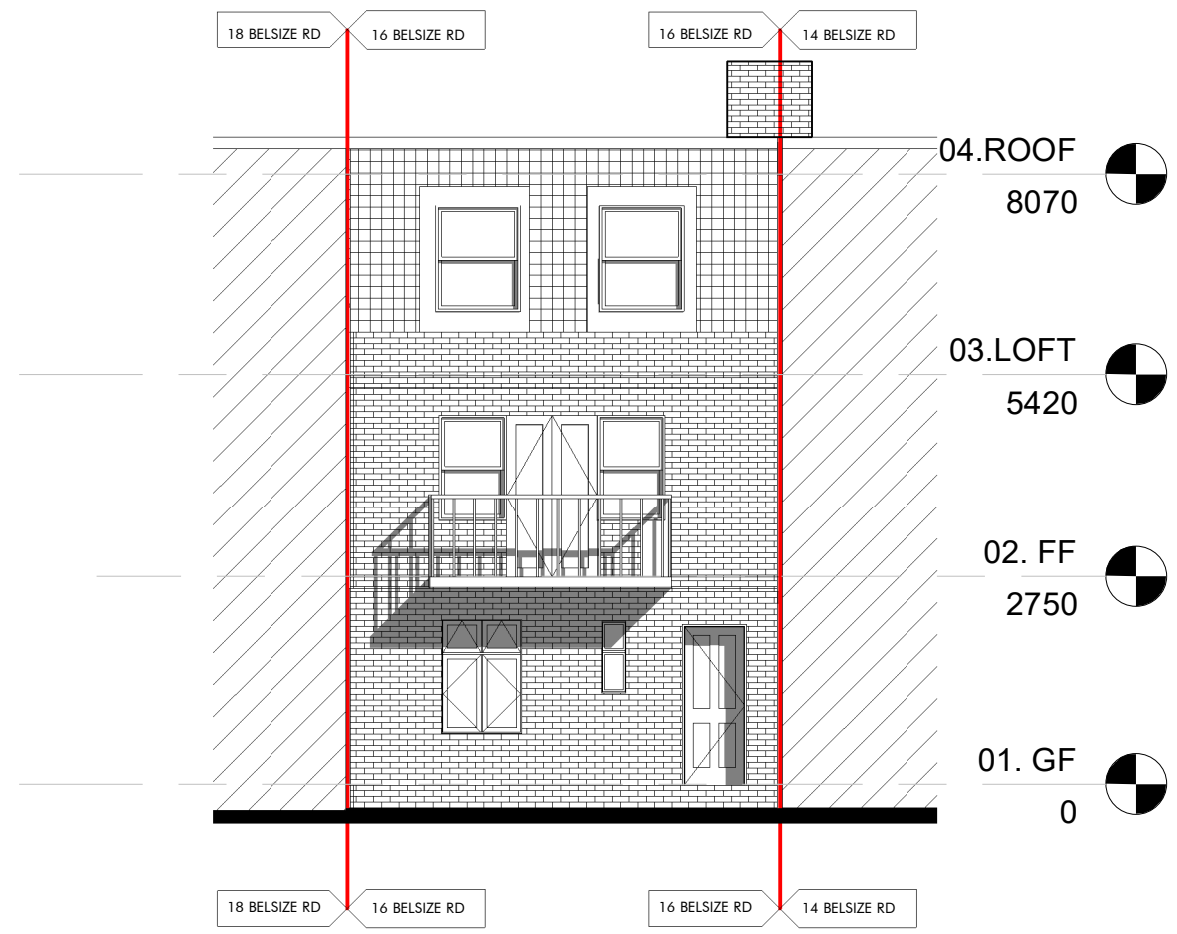 18 BELSIZE RD
16 BELSIZE RD
16 BELSIZE RD
14 BELSIZE RD
04.ROOF
8070
03.LOFT
5420
02. FF
2750
01. GF
0
18 BELSIZE RD
16 BELSIZE RD
16 BELSIZE RD
14 BELSIZE RD